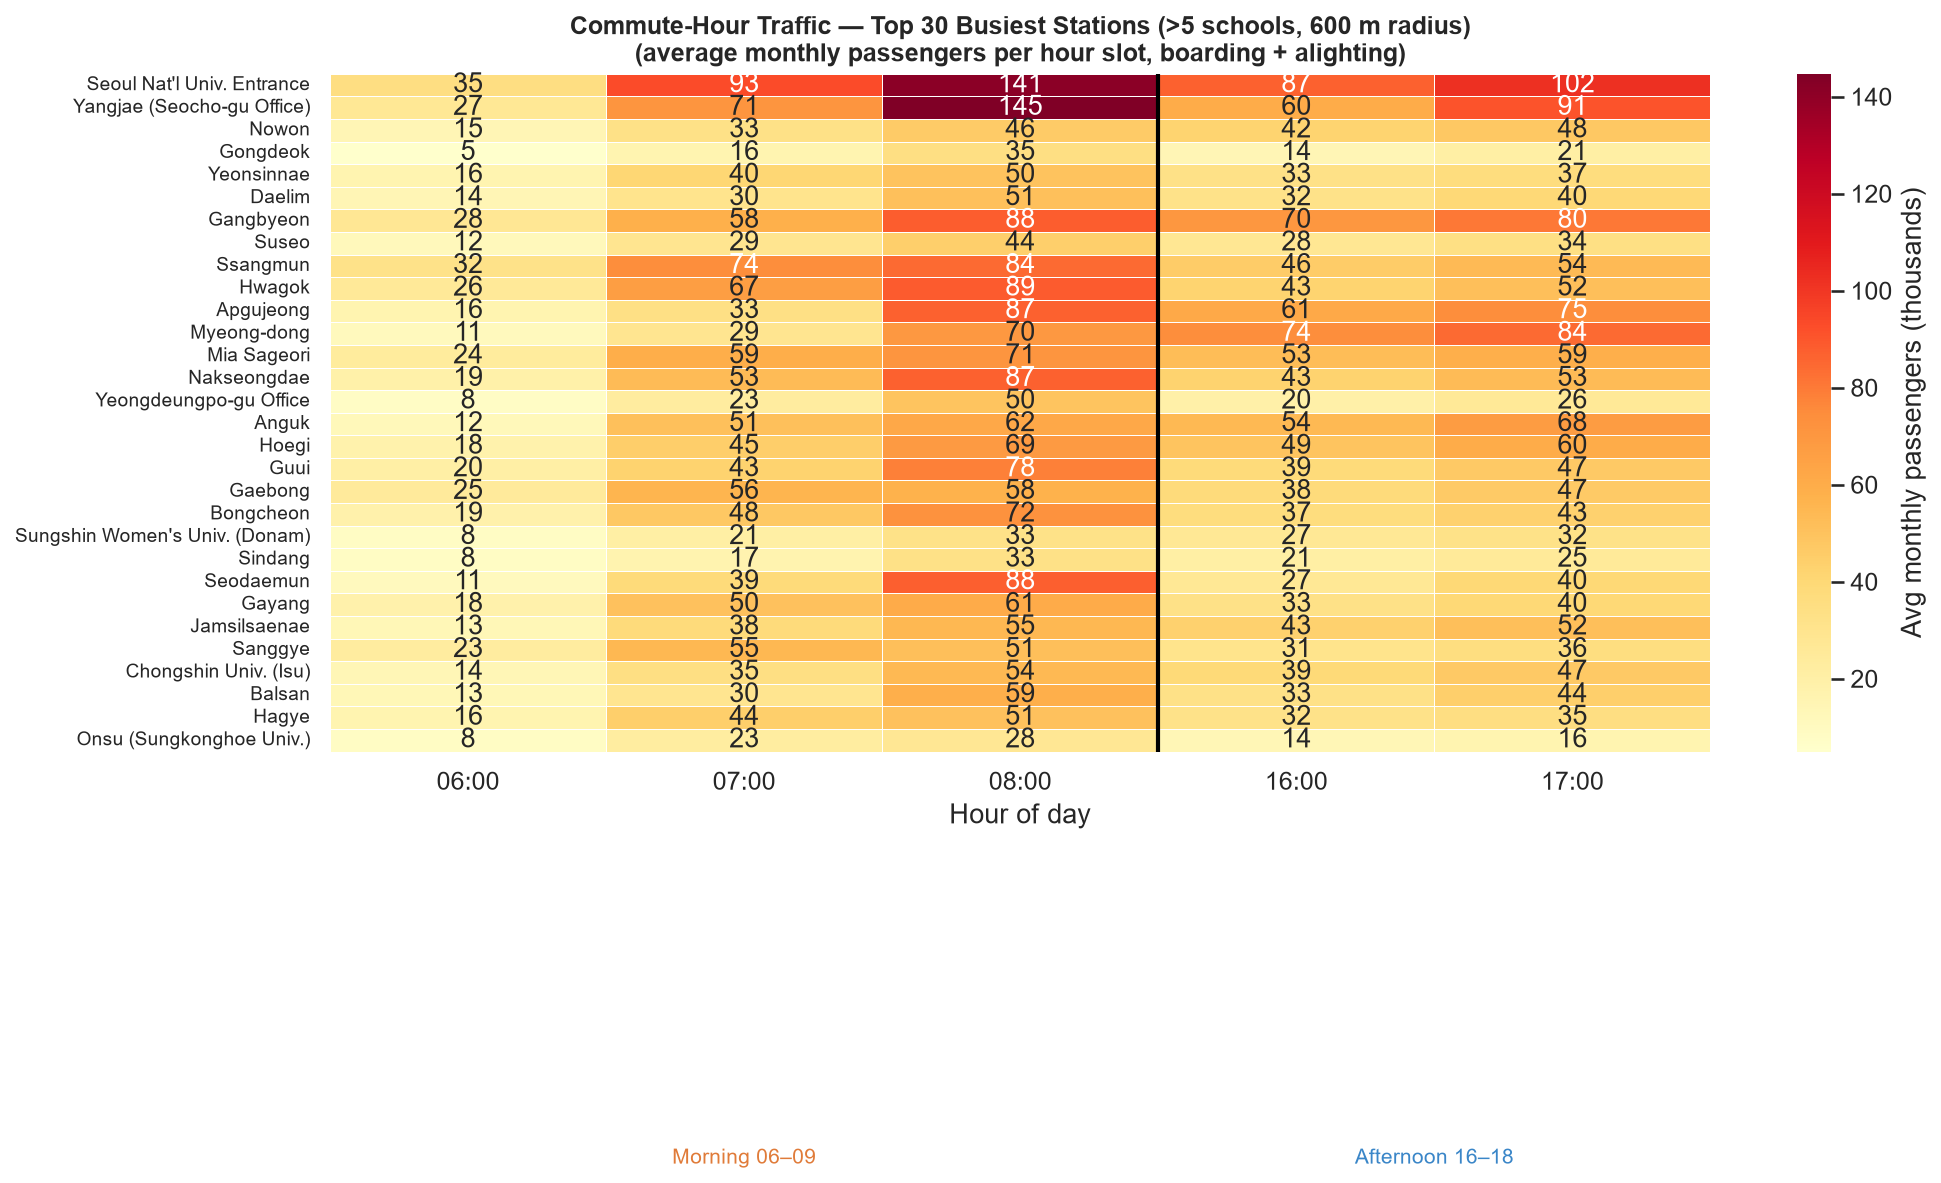 Commute-Hour Traffic — Top 30 Busiest Stations (>5 schools, 600 m radius)
(average monthly passengers per hour slot, boarding + alighting)
Seoul Nat'l Univ. Entrance 35 93 141 87 102
Yangjae (Seocho-gu Office) 27 71 145 60 91
Nowon 15 33 46 42 48
Gongdeok 5 16 35 14 21
Yeonsinnae 16 40 50 33 37
Daelim 14 30 51 32 40
Gangbyeon 28 58 88 70 80
Suseo 12 29 44 28 34
Ssangmun 32 74 84 46 54
Hwagok 26 67 89 43 52
Apgujeong 16 33 87 61 75
Myeong-dong 11 29 70 74 84
Mia Sageori 24 59 71 53 59
Nakseongdae 19 53 87 43 53
Yeongdeungpo-gu Office 8 23 50 20 26
Anguk 12 51 62 54 68
Hoegi 18 45 69 49 60
Guui 20 43 78 39 47
Gaebong 25 56 58 38 47
Bongcheon 19 48 72 37 43
Sungshin Women's Univ. (Donam) 8 21 33 27 32
Sindang 8 17 33 21 25
Seodaemun 11 39 88 27 40
Gayang 18 50 61 33 40
Jamsilsaenae 13 38 55 43 52
Sanggye 23 55 51 31 36
Chongshin Univ. (Isu) 14 35 54 39 47
Balsan 13 30 59 33 44
Hagye 16 44 51 32 35
Onsu (Sungkonghoe Univ.) 8 23 28 14 16
06:00 07:00 08:00 16:00 17:00
Hour of day
140
120
100
80
60
40
20
Avg monthly passengers (thousands)
Morning 06–09
Afternoon 16–18